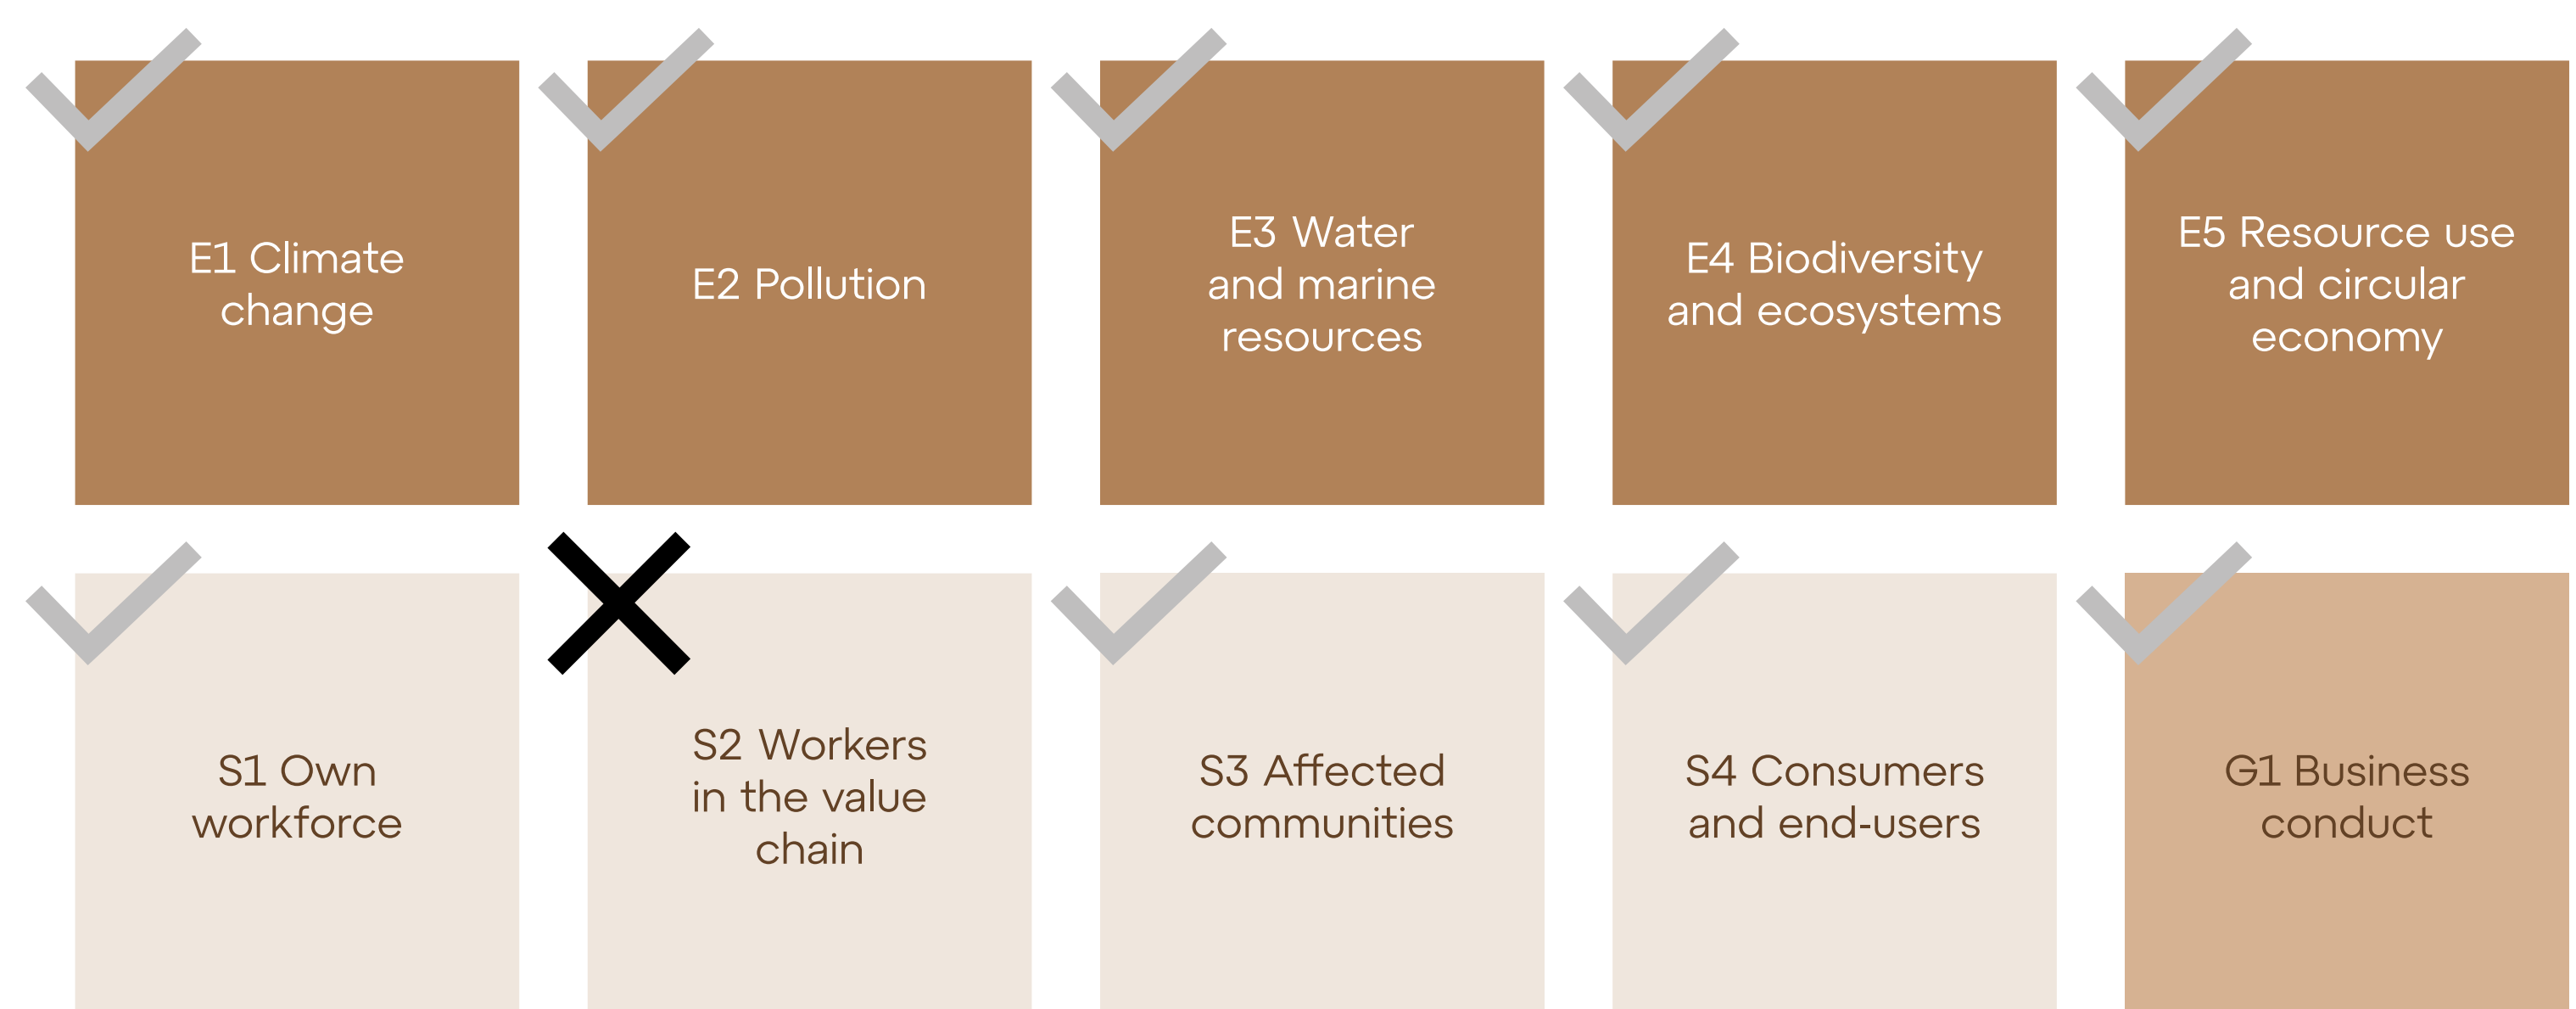 E1 Climate
change
E2 Pollution
E3 Water
and marine
resources
E4 Biodiversity
and ecosystems
E5 Resource use
and circular
economy
S1 Own
workforce
S2 Workers
in the value
chain
S3 Affected
communities
S4 Consumers
and end-users
G1 Business
conduct